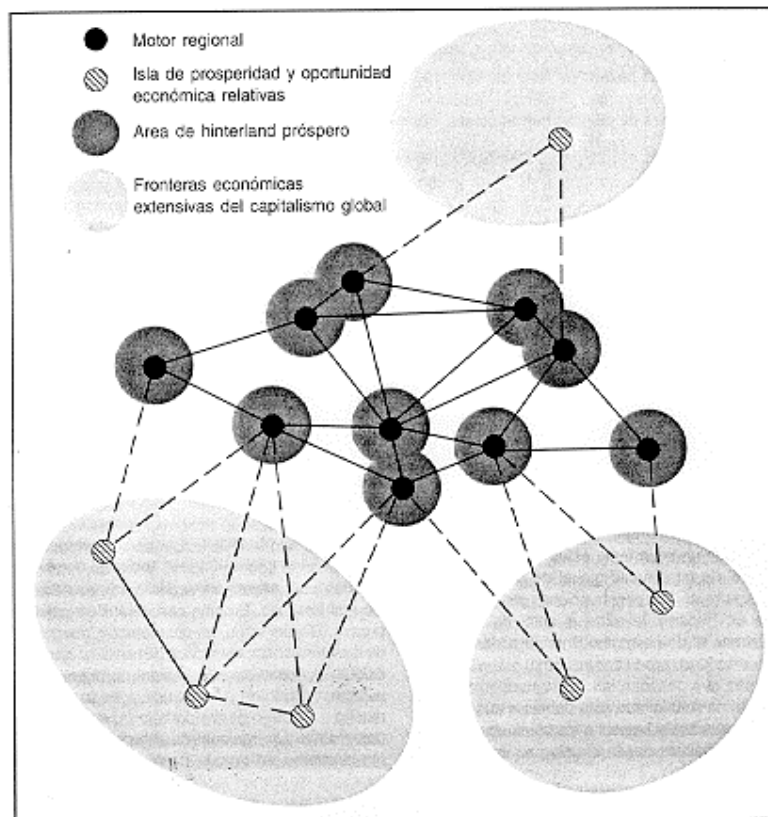 Motor regional
Isla de prosperidad y oportunidad
económica relativas
Area de hinterland próspero
Fronteras económicas
extensivas del capitalismo global